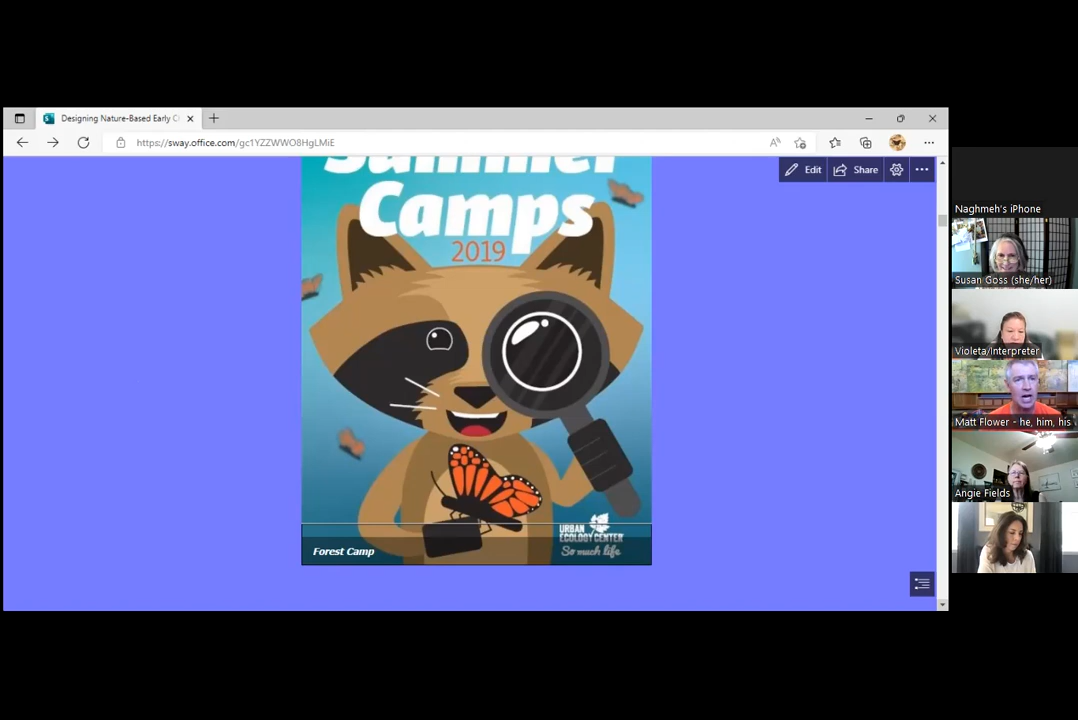 Designing Nature-Based Early C
https://sway.office.com/gc1YZZWWO8HgLMiE
Edit
Share
Summer
Camps
2019
URBAN
ECOLOGY CENTER
So much life
Forest Camp
Naghmeh's iPhone
Susan Goss (she/her)
Violeta/Interpreter
Matt Flower - he, him, his
Angie Fields